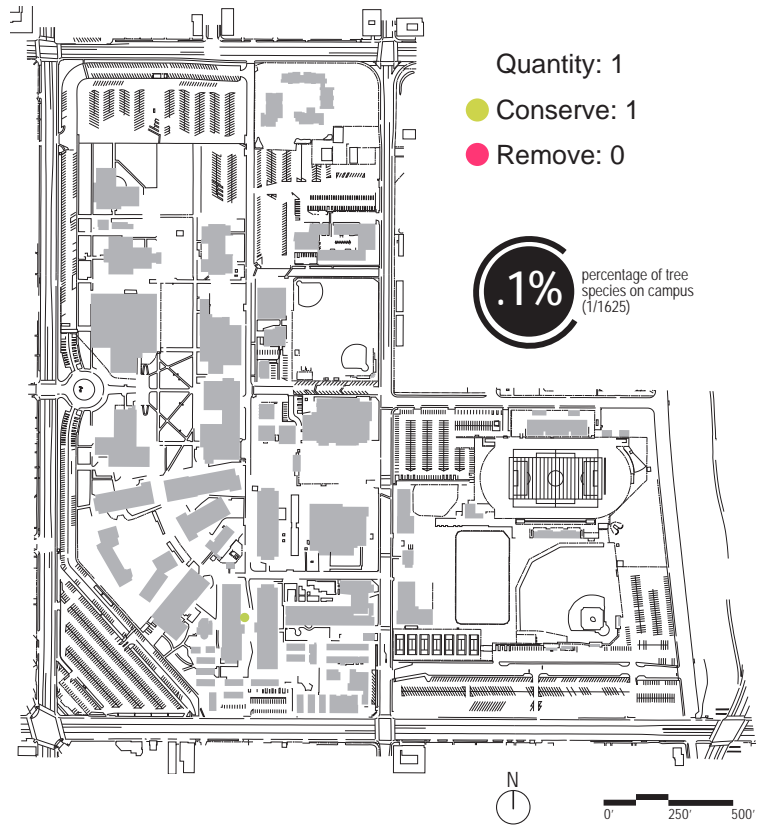 Quantity: 1
Conserve: 1
Remove: 0
.1%
percentage of tree
species on campus
(1/1625)
N
0' 250' 500'